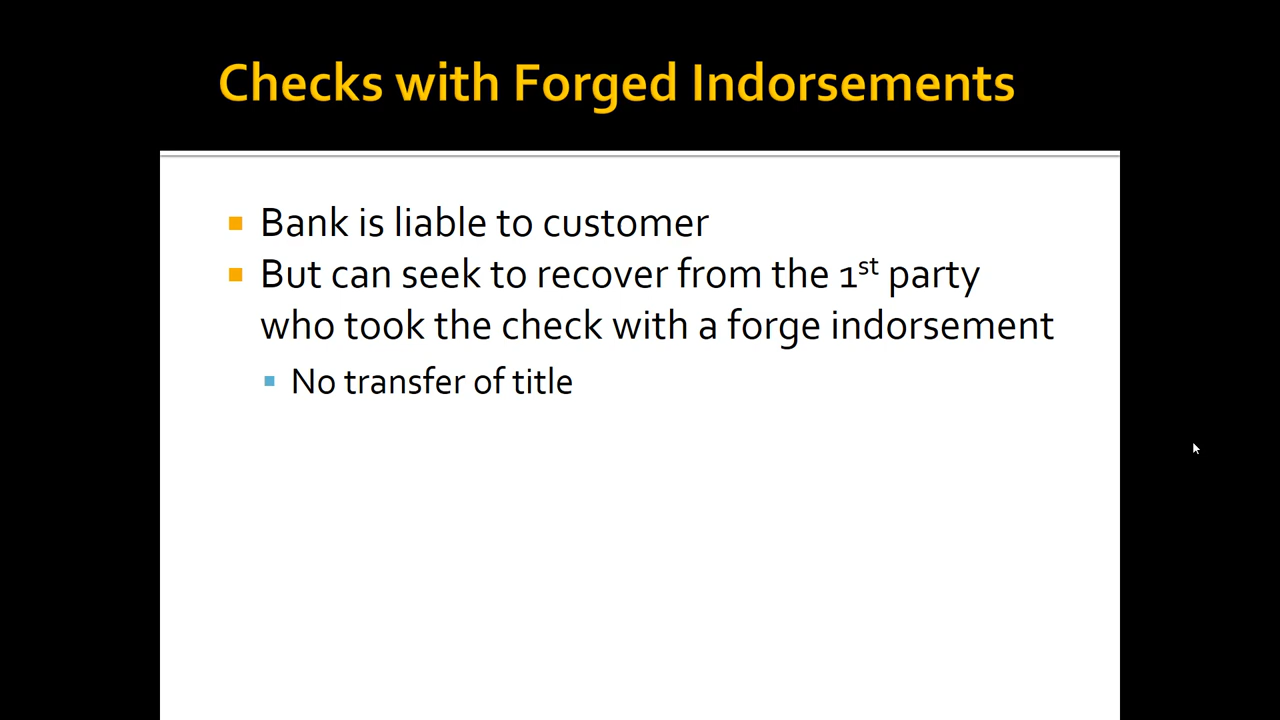 Checks with Forged Indorsements
Bank is liable to customer
But can seek to recover from the 1st party
who took the check with a forge indorsement
No transfer of title